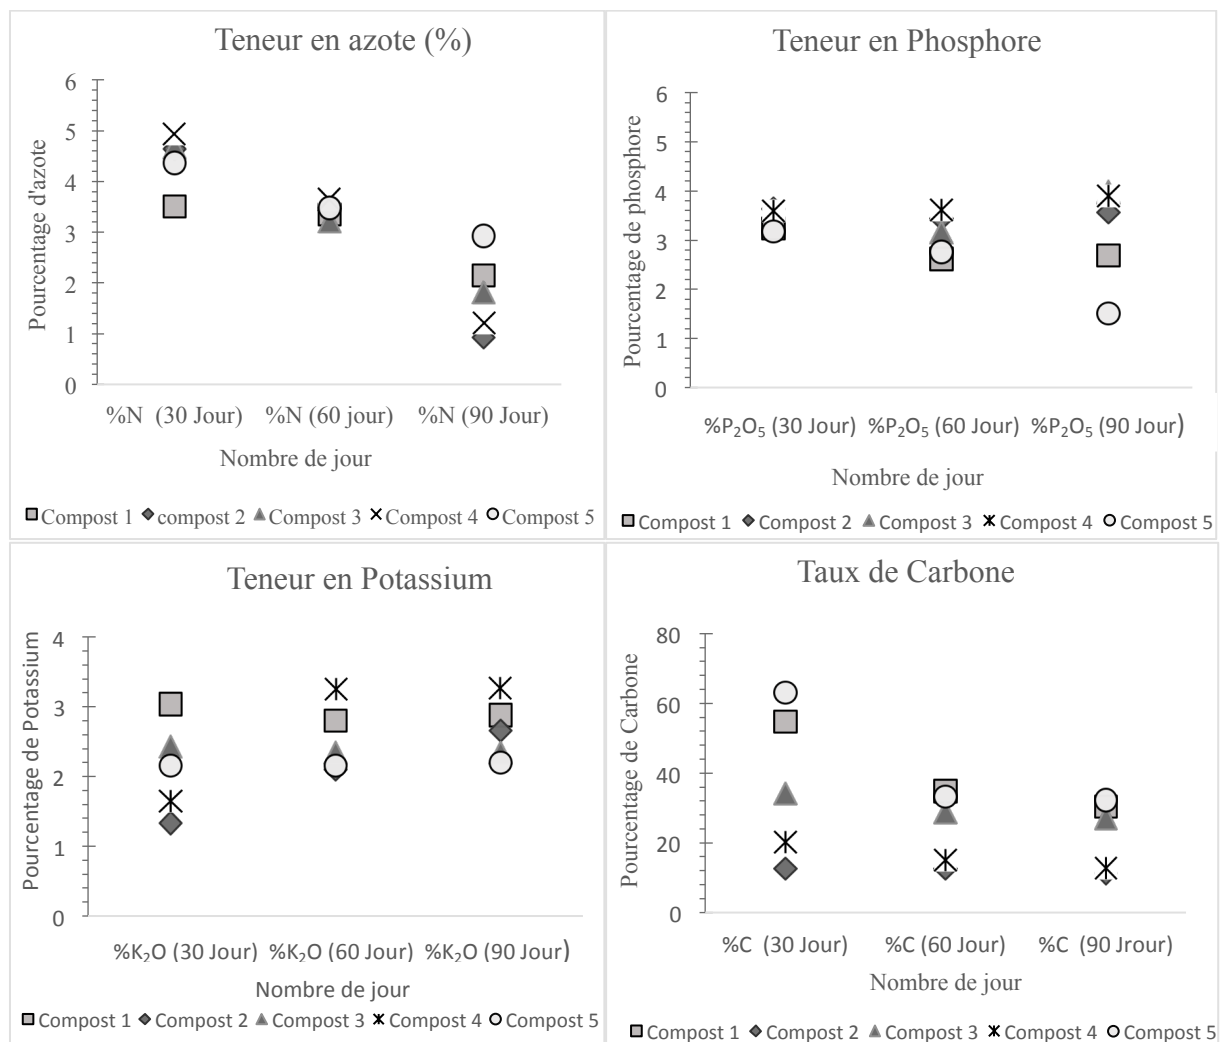 Teneur en azote (%)
Pourcentage d'azote
6
5
4
3
2
1
0
%N (30 Jour) %N (60 jour) %N (90 Jour)
Nombre de jour
Compost 1 compost 2 Compost 3 Compost 4 Compost 5
Teneur en Phosphore
Pourcentage de phosphore
6
5
4
3
2
1
0
%P₂O₅ (30 Jour) %P₂O₅ (60 Jour) %P₂O₅ (90 Jour)
Nombre de jour
Compost 1 Compost 2 Compost 3 Compost 4 Compost 5
Teneur en Potassium
Pourcentage de Potassium
4
3
2
1
0
%K₂O (30 Jour) %K₂O (60 Jour) %K₂O (90 Jour)
Nombre de jour
Compost 1 Compost 2 Compost 3 Compost 4 Compost 5
Taux de Carbone
Pourcentage de Carbone
80
60
40
20
0
%C (30 Jour) %C (60 Jour) %C (90 Jrour)
Nombre de jour
Compost 1 Compost 2 Compost 3 Compost 4 Compost 5